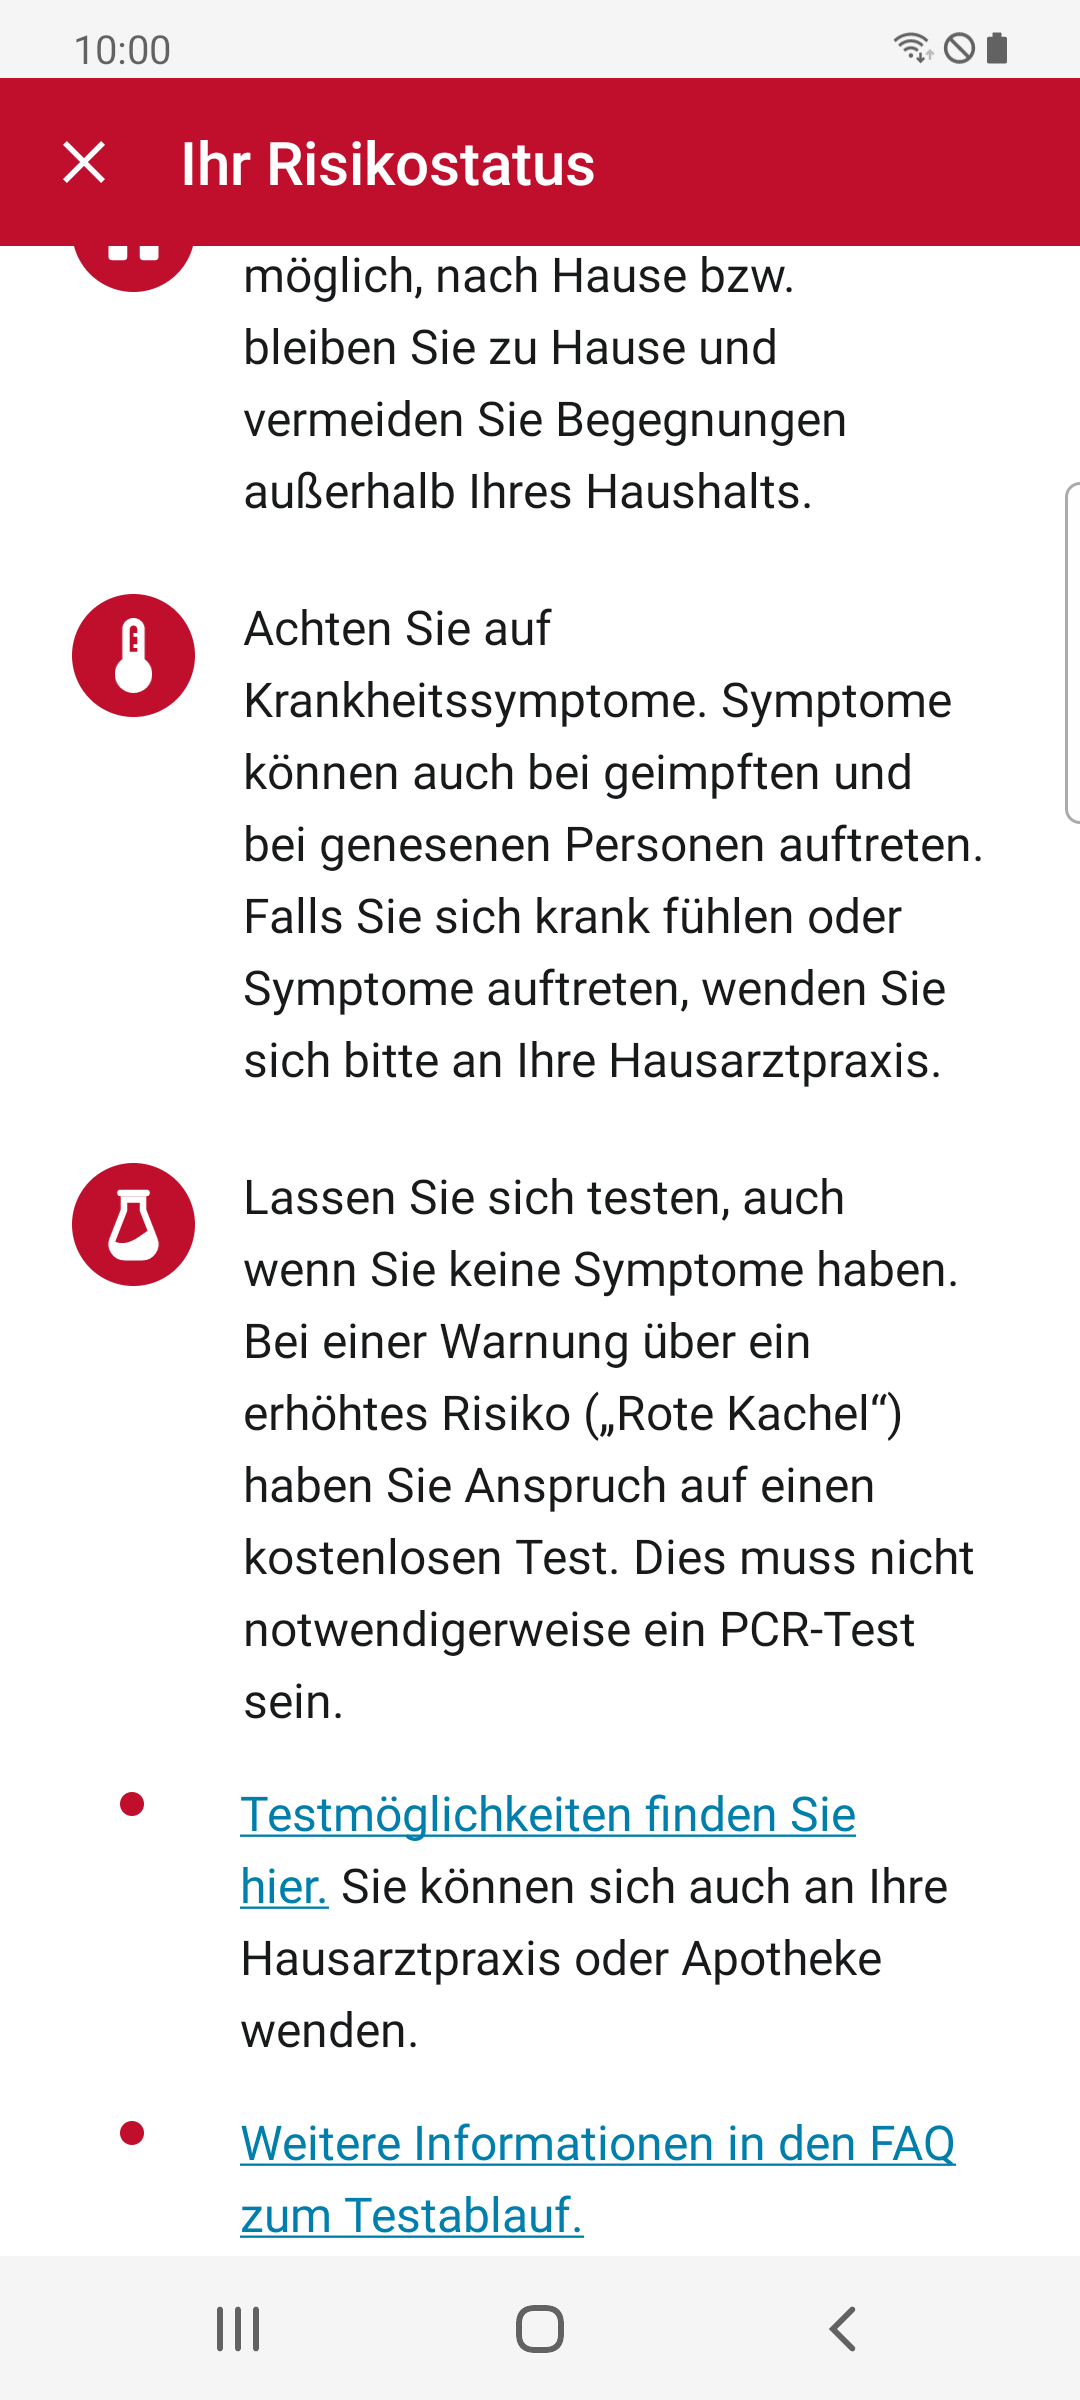 10:00
Ihr Risikostatus
möglich, nach Hause bzw.
bleiben Sie zu Hause und
vermeiden Sie Begegnungen
außerhalb Ihres Haushalts.
Achten Sie auf
Krankheitssymptome. Symptome
können auch bei geimpften und
bei genesenen Personen auftreten.
Falls Sie sich krank fühlen oder
Symptome auftreten, wenden Sie
sich bitte an Ihre Hausarztpraxis.
Lassen Sie sich testen, auch
wenn Sie keine Symptome haben.
Bei einer Warnung über ein
erhöhtes Risiko („Rote Kachel“)
haben Sie Anspruch auf einen
kostenlosen Test. Dies muss nicht
notwendigerweise ein PCR-Test
sein.
Testmöglichkeiten finden Sie
hier. Sie können sich auch an Ihre
Hausarztpraxis oder Apotheke
wenden.
Weitere Informationen in den FAQ
zum Testablauf.